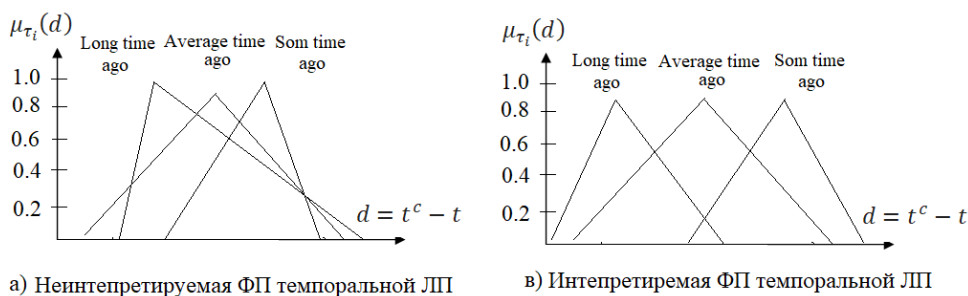 μτᵢ(d)
Long time ago
Average time ago
Som time ago
1.0
0.8
0.6
0.4
0.2
d = tᶜ − t
а) Неинтепретируемая ФП темпоральной ЛП
μτᵢ(d)
Long time ago
Average time ago
Som time ago
1.0
0.8
0.6
0.4
0.2
d = tᶜ − t
в) Интепретиремая ФП темпоральной ЛП